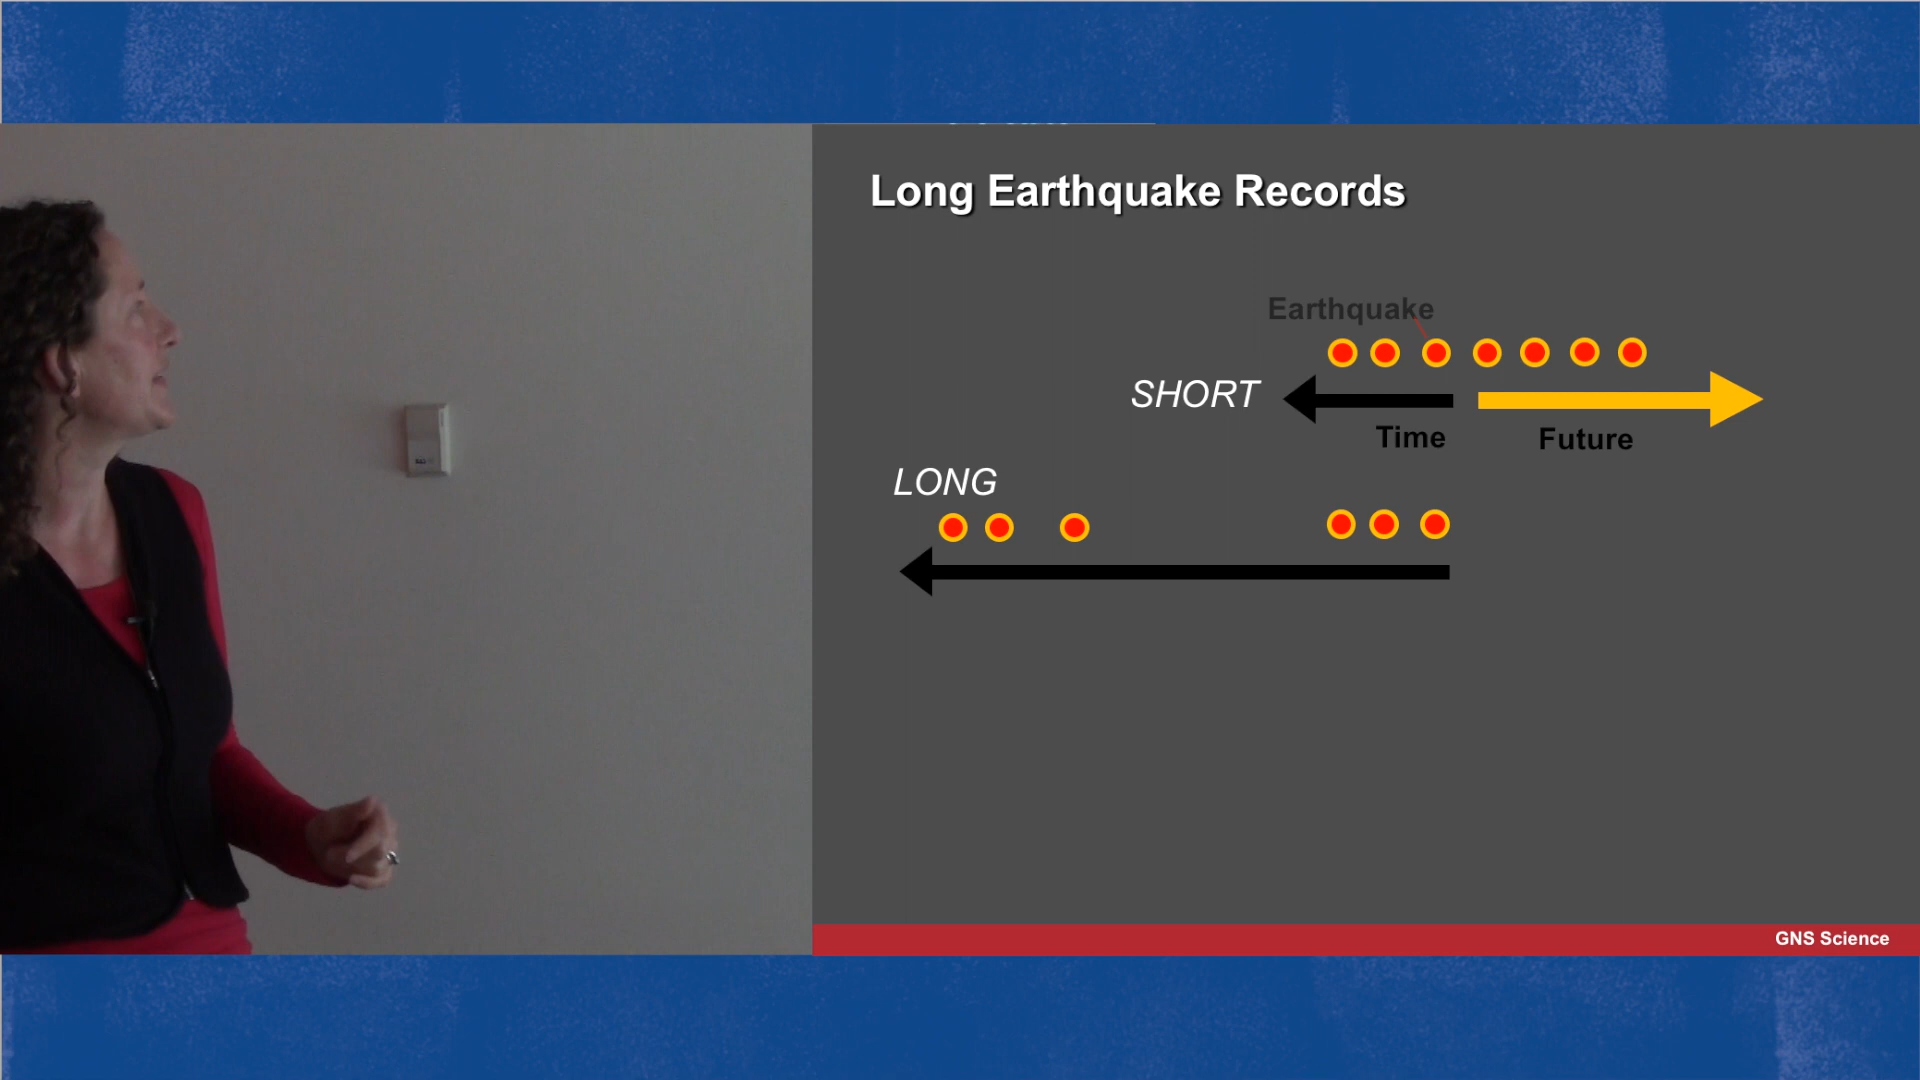 Long Earthquake Records
Earthquake
SHORT
Time
Future
LONG
GNS Science